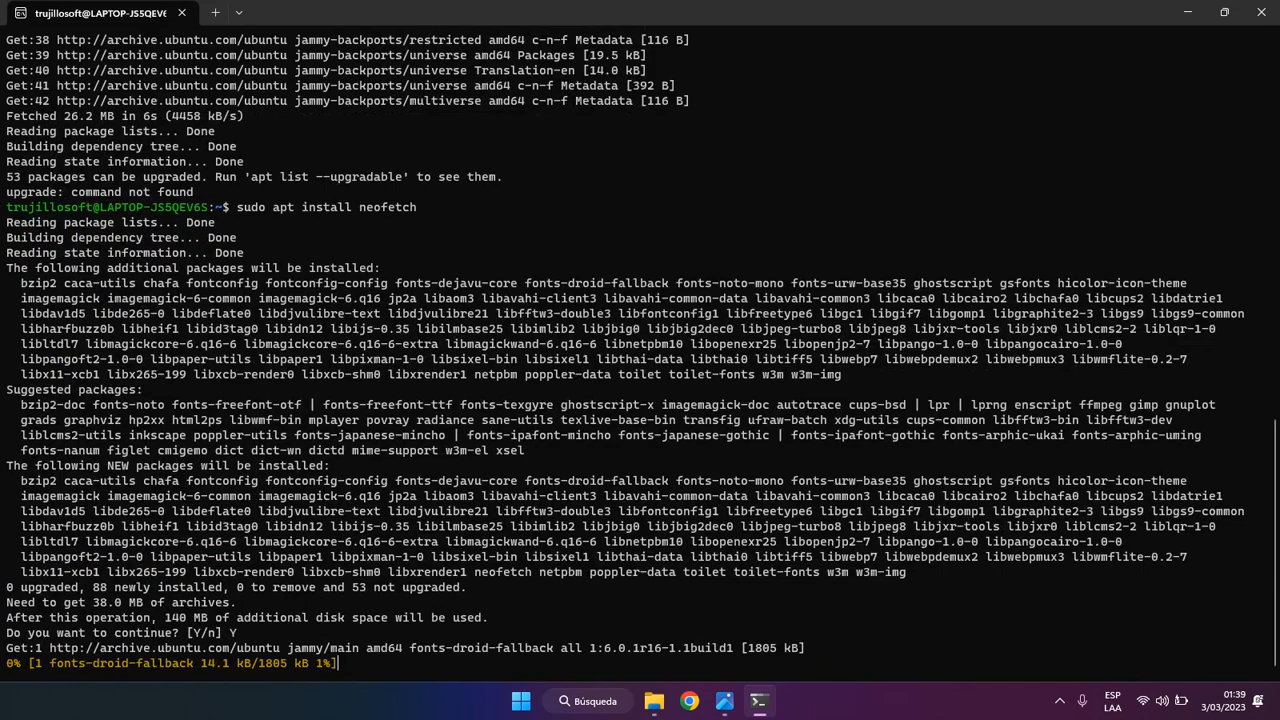 trujillosoft@LAPTOP-JS5QEV6
Get:38 http://archive.ubuntu.com/ubuntu jammy-backports/restricted amd64 c-n-f Metadata [116 B]
Get:39 http://archive.ubuntu.com/ubuntu jammy-backports/universe amd64 Packages [19.5 kB]
Get:40 http://archive.ubuntu.com/ubuntu jammy-backports/universe Translation-en [14.0 kB]
Get:41 http://archive.ubuntu.com/ubuntu jammy-backports/universe amd64 c-n-f Metadata [392 B]
Get:42 http://archive.ubuntu.com/ubuntu jammy-backports/multiverse amd64 c-n-f Metadata [116 B]
Fetched 26.2 MB in 6s (4458 kB/s)
Reading package lists... Done
Building dependency tree... Done
Reading state information... Done
53 packages can be upgraded. Run 'apt list --upgradable' to see them.
upgrade: command not found
trujillosoft@LAPTOP-JS5QEV6S:~$ sudo apt install neofetch
Reading package lists... Done
Building dependency tree... Done
Reading state information... Done
The following additional packages will be installed:
bzip2 caca-utils chafa fontconfig fontconfig-config fonts-dejavu-core fonts-droid-fallback fonts-noto-mono fonts-urw-base35 ghostscript gsfonts hicolor-icon-theme
imagemagick imagemagick-6-common imagemagick-6.q16 jp2a libaom3 libavahi-client3 libavahi-common-data libavahi-common3 libcaca0 libcairo2 libchafa0 libcups2 libdatrie1
libdav1d5 libde265-0 libdeflate0 libdjvulibre-text libdjvulibre21 libfftw3-double3 libfontconfig1 libfreetype6 libgc1 libgif7 libgomp1 libgraphite2-3 libgs9 libgs9-common
libharfbuzz0b libheif1 libid3tag0 libidn12 libijs-0.35 libilmbase25 libimlib2 libjbig0 libjbig2dec0 libjpeg-turbo8 libjpeg8 libjxr-tools libjxr0 liblcms2-2 liblqr-1-0
libltdl7 libmagickcore-6.q16-6 libmagickcore-6.q16-6-extra libmagickwand-6.q16-6 libnetpbm10 libopenexr25 libopenjp2-7 libpango-1.0-0 libpangocairo-1.0-0
libpangoft2-1.0-0 libpaper-utils libpaper1 libpixman-1-0 libsixel-bin libsixel1 libthai-data libthai0 libtiff5 libwebp7 libwebpdemux2 libwebpmux3 libwmflite-0.2-7
libx11-xcb1 libx265-199 libxcb-render0 libxcb-shm0 libxrender1 netpbm poppler-data toilet toilet-fonts w3m w3m-img
Suggested packages:
bzip2-doc fonts-noto fonts-freefont-otf | fonts-freefont-ttf fonts-texgyre ghostscript-x imagemagick-doc autotrace cups-bsd | lpr | lprng enscript ffmpeg gimp gnuplot
grads graphviz hp2xx html2ps libwmf-bin mplayer povray radiance sane-utils texlive-base-bin transfig ufraw-batch xdg-utils cups-common libfftw3-bin libfftw3-dev
liblcms2-utils inkscape poppler-utils fonts-japanese-mincho | fonts-ipafont-mincho fonts-japanese-gothic | fonts-ipafont-gothic fonts-arphic-ukai fonts-arphic-uming
fonts-nanum figlet cmigemo dict dict-wn dictd mime-support w3m-el xsel
The following NEW packages will be installed:
bzip2 caca-utils chafa fontconfig fontconfig-config fonts-dejavu-core fonts-droid-fallback fonts-noto-mono fonts-urw-base35 ghostscript gsfonts hicolor-icon-theme
imagemagick imagemagick-6-common imagemagick-6.q16 jp2a libaom3 libavahi-client3 libavahi-common-data libavahi-common3 libcaca0 libcairo2 libchafa0 libcups2 libdatrie1
libdav1d5 libde265-0 libdeflate0 libdjvulibre-text libdjvulibre21 libfftw3-double3 libfontconfig1 libfreetype6 libgc1 libgif7 libgomp1 libgraphite2-3 libgs9 libgs9-common
libharfbuzz0b libheif1 libid3tag0 libidn12 libijs-0.35 libilmbase25 libimlib2 libjbig0 libjbig2dec0 libjpeg-turbo8 libjpeg8 libjxr-tools libjxr0 liblcms2-2 liblqr-1-0
libltdl7 libmagickcore-6.q16-6 libmagickcore-6.q16-6-extra libmagickwand-6.q16-6 libnetpbm10 libopenexr25 libopenjp2-7 libpango-1.0-0 libpangocairo-1.0-0
libpangoft2-1.0-0 libpaper-utils libpaper1 libpixman-1-0 libsixel-bin libsixel1 libthai-data libthai0 libtiff5 libwebp7 libwebpdemux2 libwebpmux3 libwmflite-0.2-7
libx11-xcb1 libx265-199 libxcb-render0 libxcb-shm0 libxrender1 neofetch netpbm poppler-data toilet toilet-fonts w3m w3m-img
0 upgraded, 88 newly installed, 0 to remove and 53 not upgraded.
Need to get 38.0 MB of archives.
After this operation, 140 MB of additional disk space will be used.
Do you want to continue? [Y/n] Y
Get:1 http://archive.ubuntu.com/ubuntu jammy/main amd64 fonts-droid-fallback all 1:6.0.1r16-1.1build1 [1805 kB]
0% [1 fonts-droid-fallback 14.1 kB/1805 kB 1%]
Búsqueda
ESP
LAA
01:39
3/03/2023